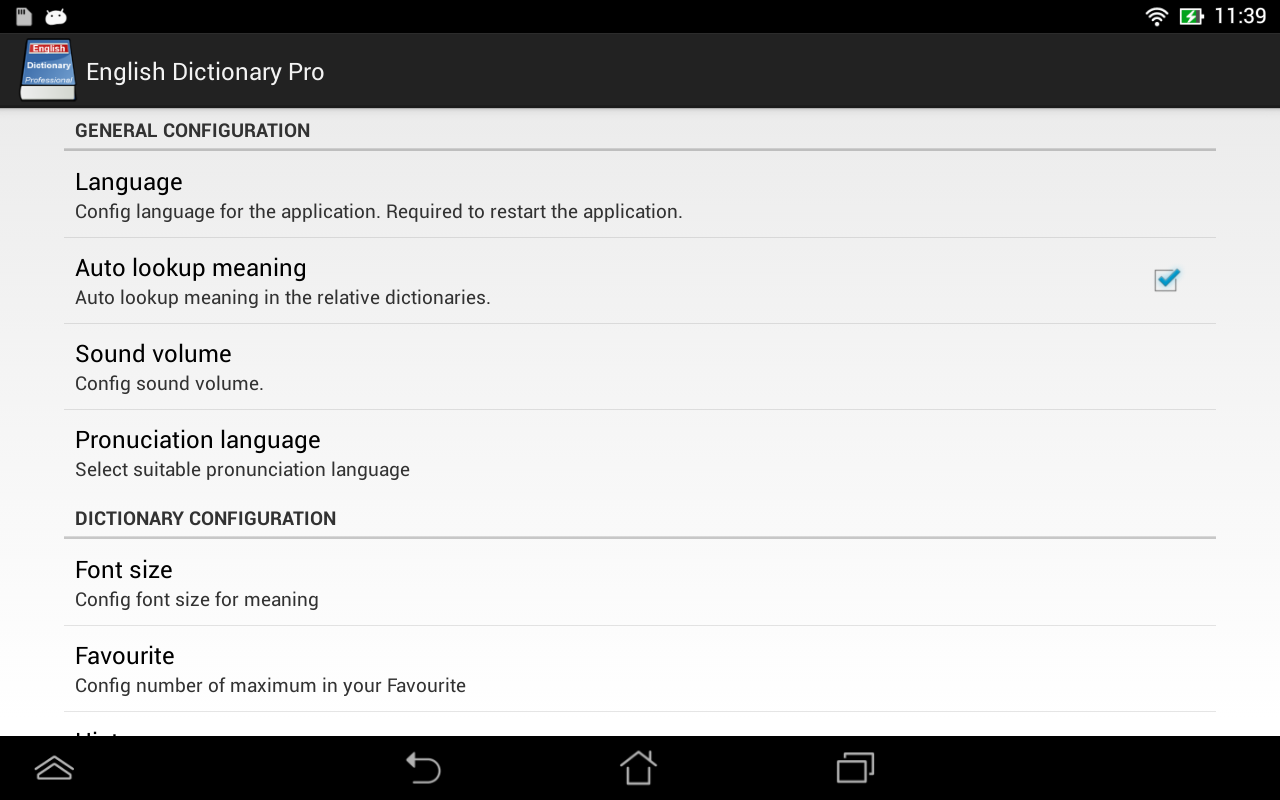 11:39
English
Dictionary
Professional
English Dictionary Pro
GENERAL CONFIGURATION
Language
Config language for the application. Required to restart the application.
Auto lookup meaning
Auto lookup meaning in the relative dictionaries.
Sound volume
Config sound volume.
Pronuciation language
Select suitable pronunciation language
DICTIONARY CONFIGURATION
Font size
Config font size for meaning
Favourite
Config number of maximum in your Favourite